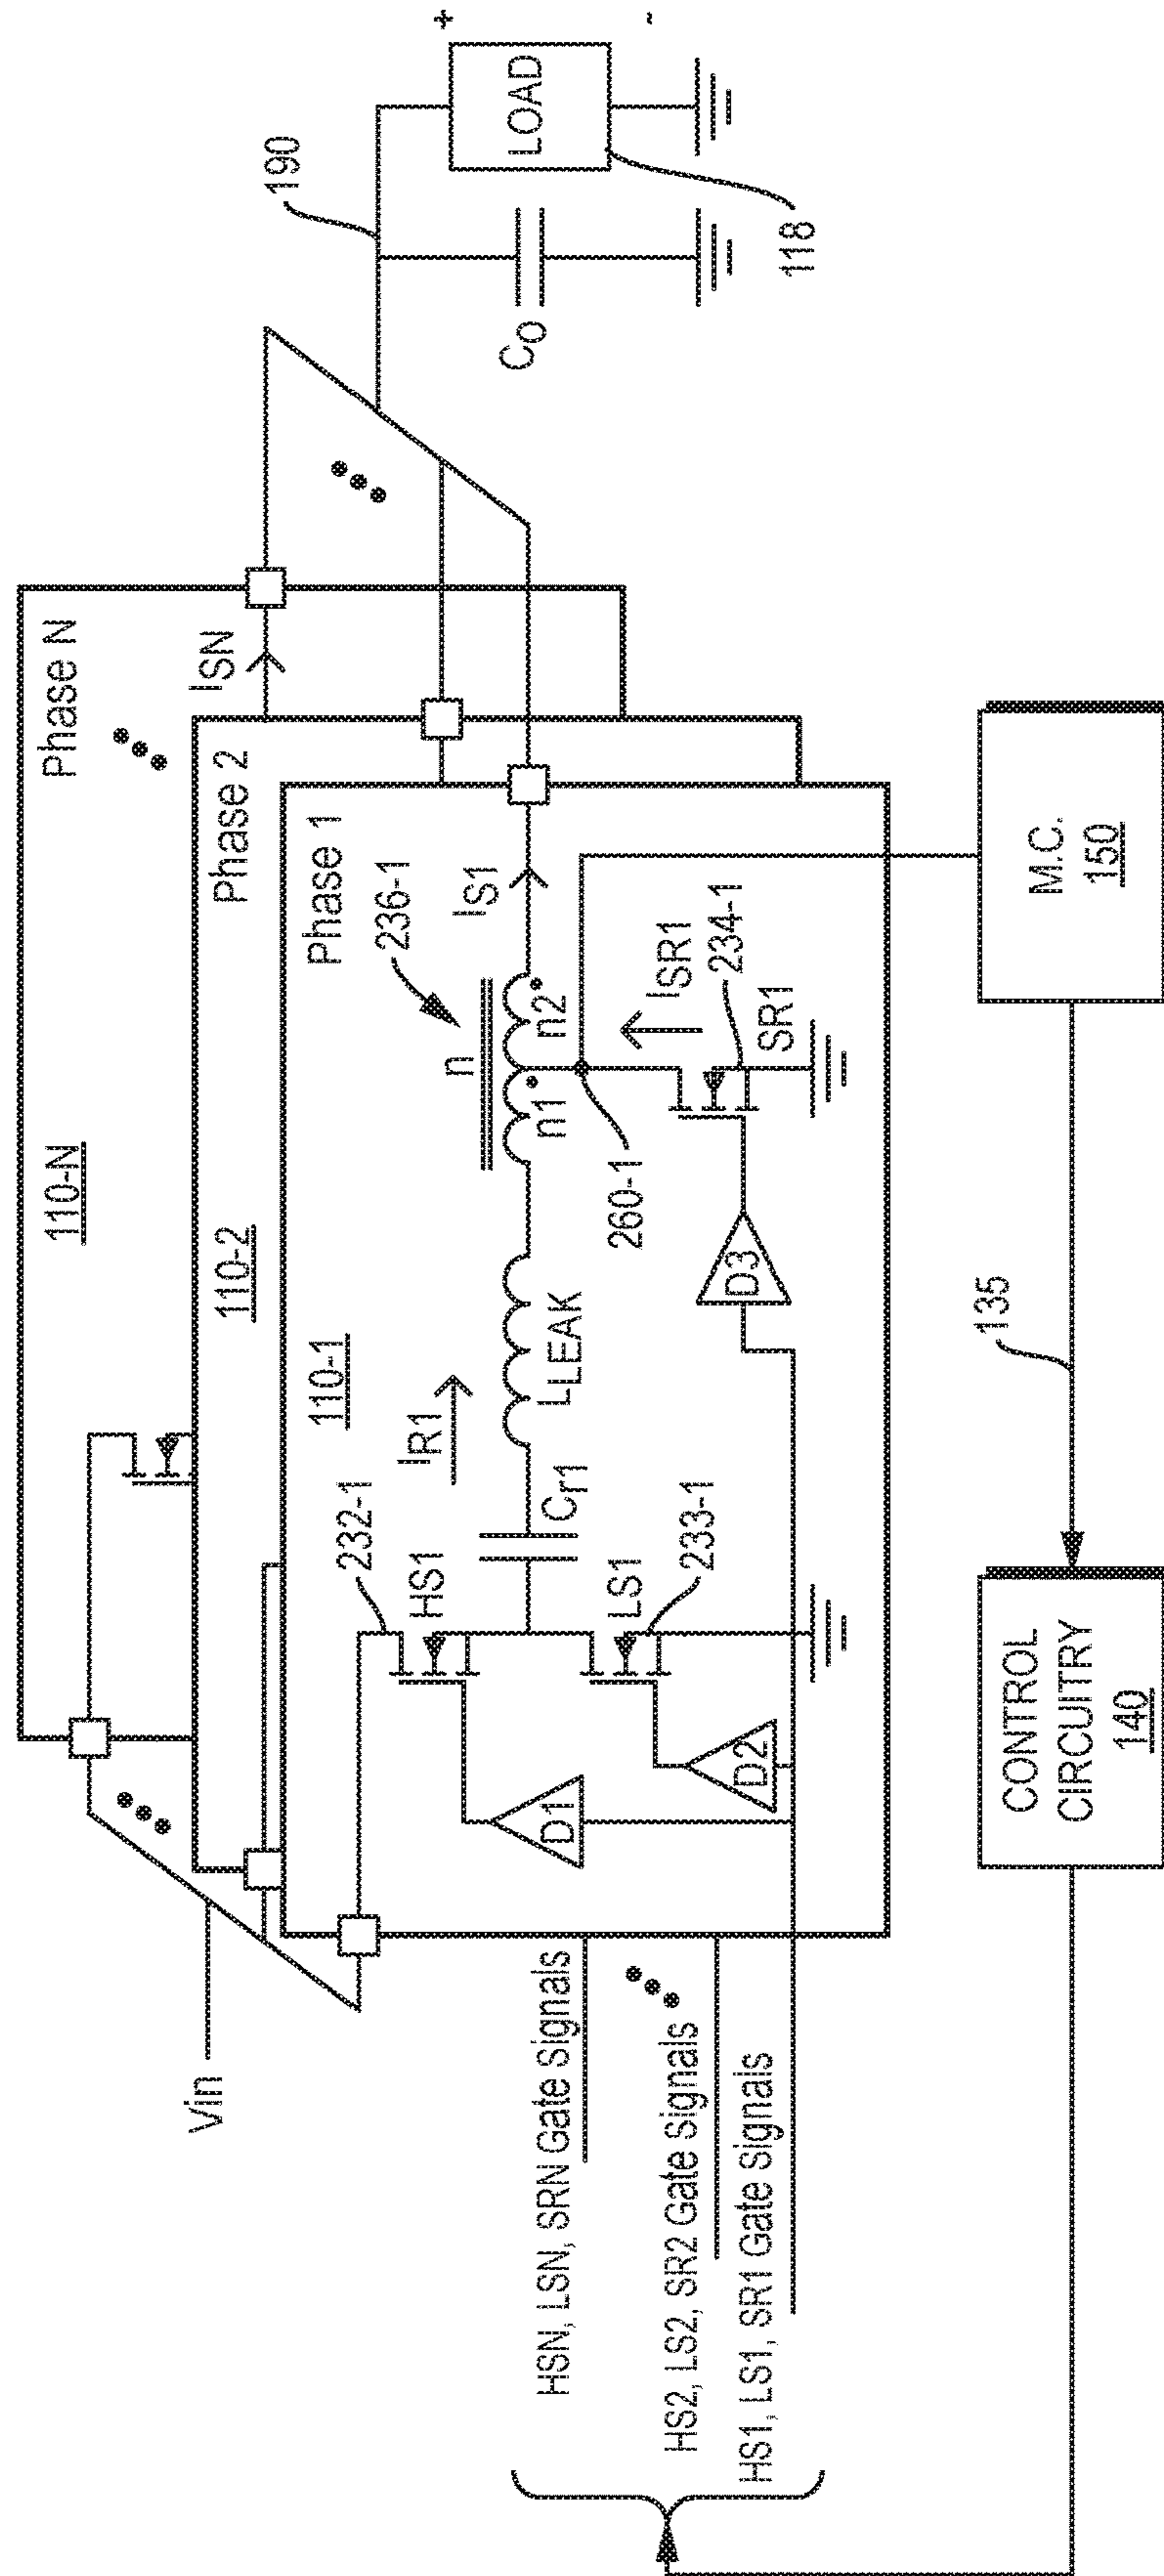 Vin
110-N
Phase N
ISN
110-2
Phase 2
110-1
Phase 1
190
+
LOAD
-
118
CO
232-1
HS1
IR1
Cr1
LLEAK
n
n1
n2
236-1
IS1
LS1
233-1
D1
D2
D3
260-1
ISR1
234-1
SR1
HSN, LSN, SRN Gate Signals
HS2, LS2, SR2 Gate Signals
HS1, LS1, SR1 Gate Signals
CONTROL
CIRCUITRY
140
135
M.C.
150